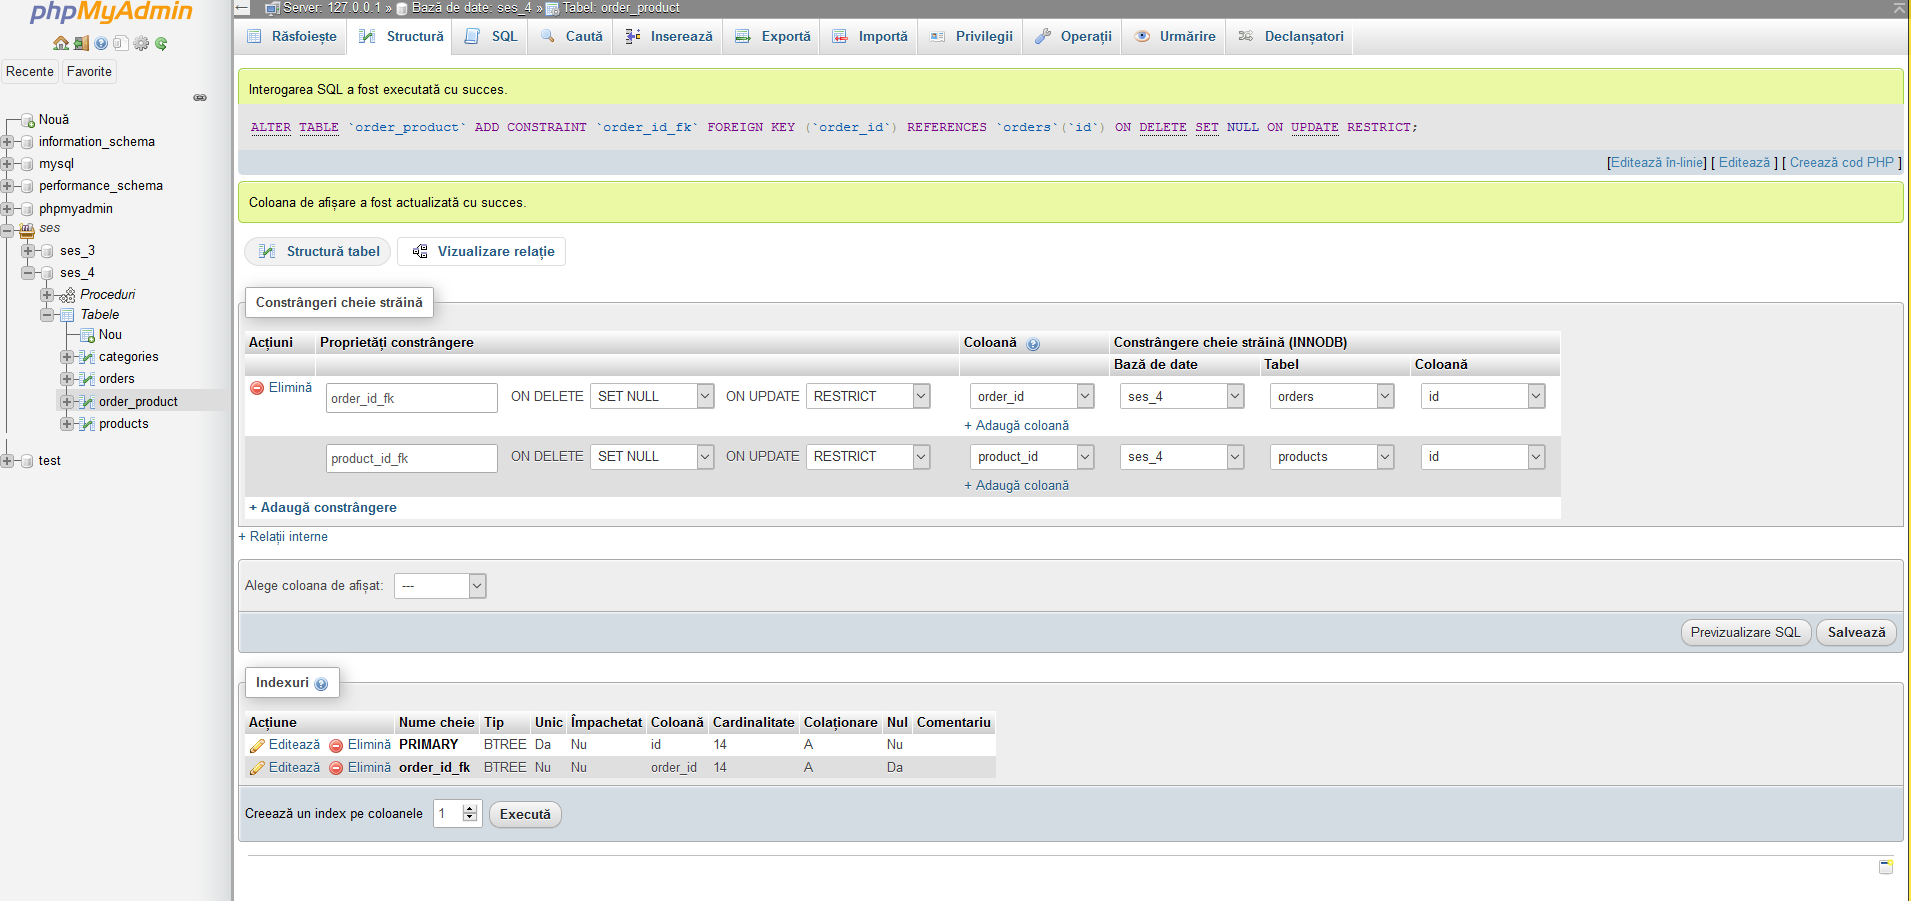 phpMyAdmin
Server: 127.0.0.1 » Bază de date: ses_4 » Tabel: order_product
Răsfoiește Structură SQL Caută Inserează Exportă Importă Privilegii Operații Urmărire Declanșatori
Recente Favorite
Nouă
information_schema
mysql
performance_schema
phpmyadmin
ses
ses_3
ses_4
Proceduri
Tabele
Nou
categories
orders
order_product
products
test
Interogarea SQL a fost executată cu succes.
ALTER TABLE `order_product` ADD CONSTRAINT `order_id_fk` FOREIGN KEY (`order_id`) REFERENCES `orders`(`id`) ON DELETE SET NULL ON UPDATE RESTRICT;
[Editează în-linie] [ Editează ] [ Creează cod PHP ]
Coloana de afișare a fost actualizată cu succes.
Structură tabel Vizualizare relație
Constrângeri cheie străină
Acțiuni Proprietăți constrângere Coloană Constrângere cheie străină (INNODB)
Bază de date Tabel Coloană
Elimină order_id_fk ON DELETE SET NULL ON UPDATE RESTRICT order_id ses_4 orders id
+ Adaugă coloană
product_id_fk ON DELETE SET NULL ON UPDATE RESTRICT product_id ses_4 products id
+ Adaugă coloană
+ Adaugă constrângere
+ Relații interne
Alege coloana de afișat: ---
Previzualizare SQL Salvează
Indexuri
Acțiune Nume cheie Tip Unic Împachetat Coloană Cardinalitate Colaționare Nul Comentariu
Editează Elimină PRIMARY BTREE Da Nu id 14 A Nu
Editează Elimină order_id_fk BTREE Nu Nu order_id 14 A Da
Creează un index pe coloanele 1 Execută